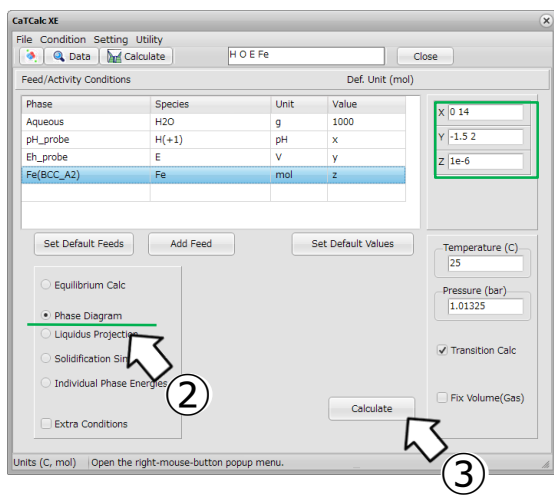 CaTCalc XE
File Condition Setting Utility
Data Calculate H O E Fe Close
Feed/Activity Conditions Def. Unit (mol)
Phase Species Unit Value
Aqueous H2O g 1000
pH_probe H(+1) pH x
Eh_probe E V y
Fe(BCC_A2) Fe mol z
X 0 14
Y -1.5 2
Z 1e-6
Set Default Feeds Add Feed Set Default Values
Temperature (C)
25
Pressure (bar)
1.01325
Equilibrium Calc
Phase Diagram
Liquidus Projection
Solidification Sim
Individual Phase Energies
Extra Conditions
Transition Calc
Fix Volume(Gas)
Calculate
2
3
Units (C, mol) Open the right-mouse-button popup menu.